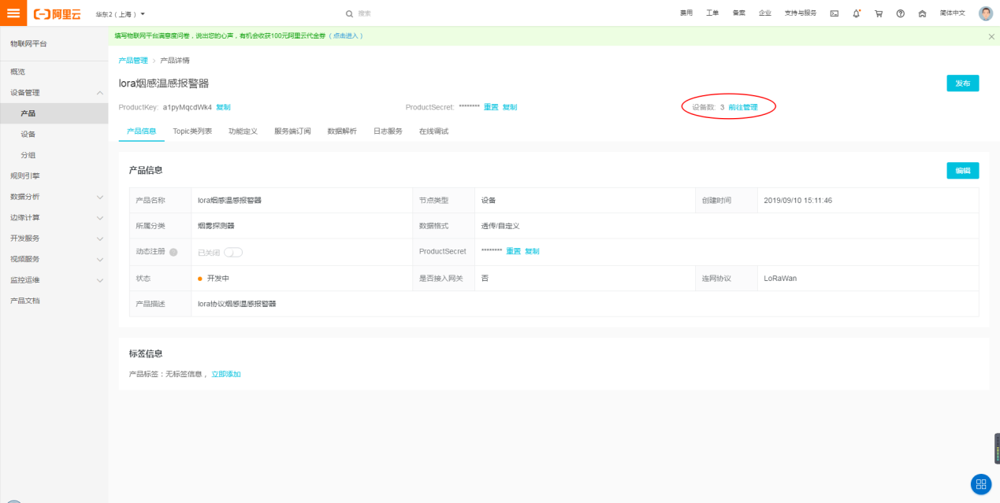 阿里云 华东2（上海） 搜索 费用 工单 备案 企业 支持与服务 简体中文
物联网平台
概览
设备管理
产品
设备
分组
规则引擎
数据分析
边缘计算
开发服务
视频服务
监控运维
产品文档
填写物联网平台满意度问卷，说出您的心声，有机会收获100元阿里云代金券（点击进入）
产品管理 > 产品详情
lora烟感温感报警器 发布
ProductKey: a1pyMqcdWk4 复制 ProductSecret: ******** 重置 复制 设备数: 3 前往管理
产品信息 Topic类列表 功能定义 服务端订阅 数据解析 日志服务 在线调试
产品信息 编辑
产品名称 lora烟感温感报警器 节点类型 设备 创建时间 2019/09/10 15:11:46
所属分类 烟雾探测器 数据格式 透传/自定义
动态注册 已关闭 ProductSecret ******** 重置 复制
状态 开发中 是否接入网关 否 连网协议 LoRaWan
产品描述 lora协议烟感温感报警器
标签信息
产品标签：无标签信息， 立即添加